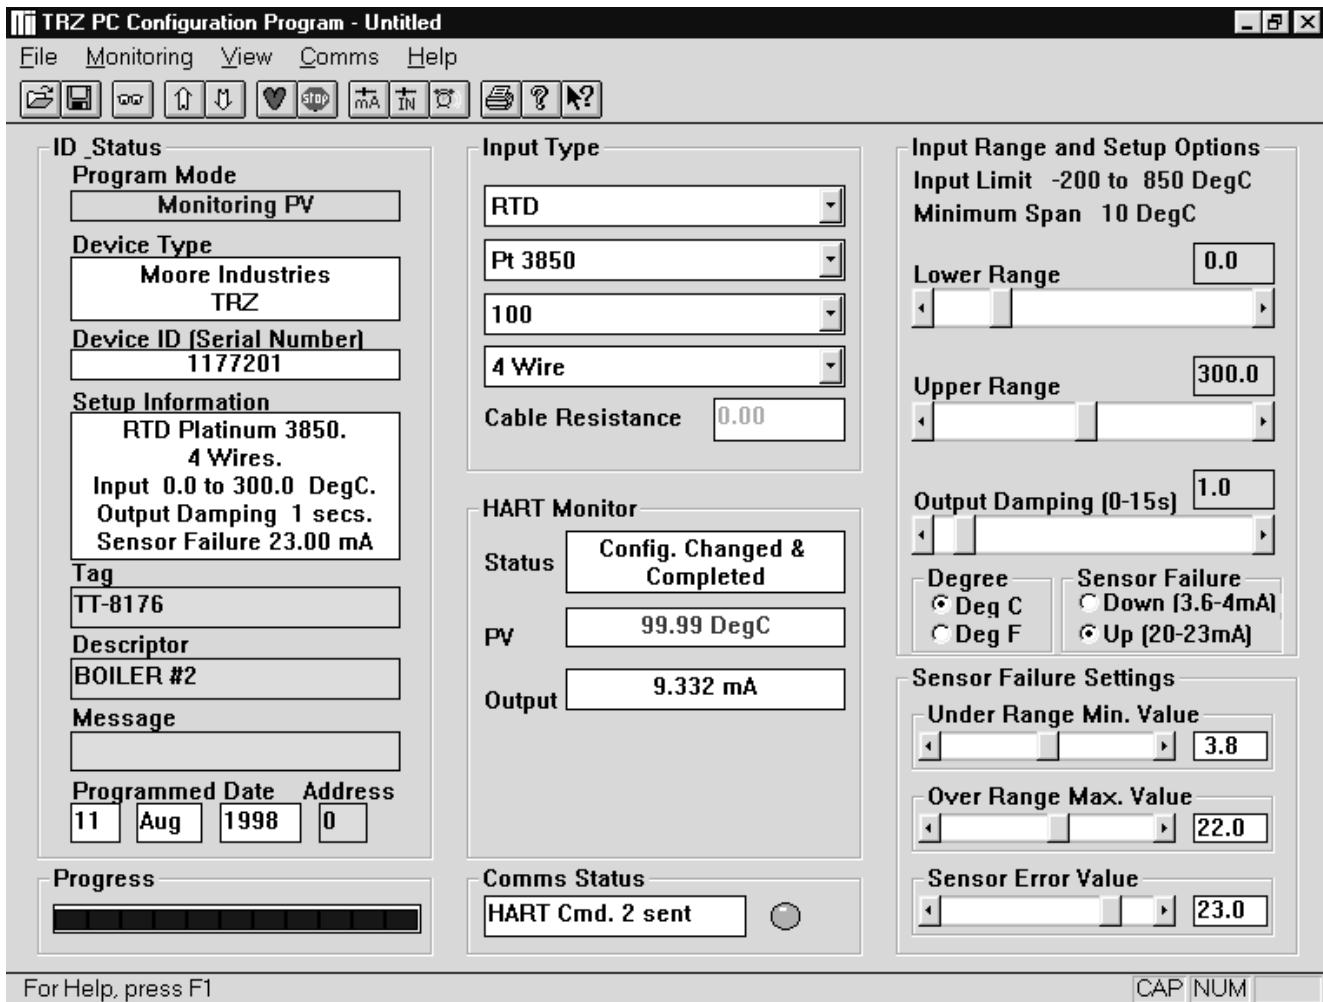 TRZ PC Configuration Program - Untitled
File Monitoring View Comms Help
stop mA IN ? ?
ID _Status
Program Mode
Monitoring PV
Device Type
Moore Industries
TRZ
Device ID (Serial Number)
1177201
Setup Information
RTD Platinum 3850.
4 Wires.
Input 0.0 to 300.0 DegC.
Output Damping 1 secs.
Sensor Failure 23.00 mA
Tag
TT-8176
Descriptor
BOILER #2
Message
Programmed Date Address
11 Aug 1998 0
Progress
Input Type
RTD
Pt 3850
100
4 Wire
Cable Resistance 0.00
HART Monitor
Status Config. Changed &
Completed
PV 99.99 DegC
Output 9.332 mA
Comms Status
HART Cmd. 2 sent
Input Range and Setup Options
Input Limit -200 to 850 DegC
Minimum Span 10 DegC
Lower Range 0.0
Upper Range 300.0
Output Damping (0-15s) 1.0
Degree
Deg C
Deg F
Sensor Failure
Down (3.6-4mA)
Up (20-23mA)
Sensor Failure Settings
Under Range Min. Value
3.8
Over Range Max. Value
22.0
Sensor Error Value
23.0
For Help, press F1
CAP NUM